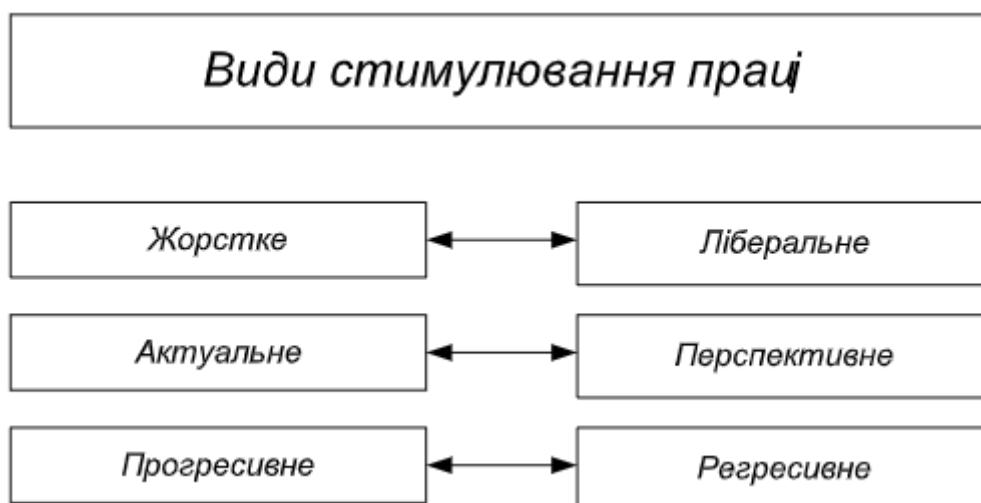 Види стимулювання праці
Жорстке
Ліберальне
Актуальне
Перспективне
Прогресивне
Регресивне